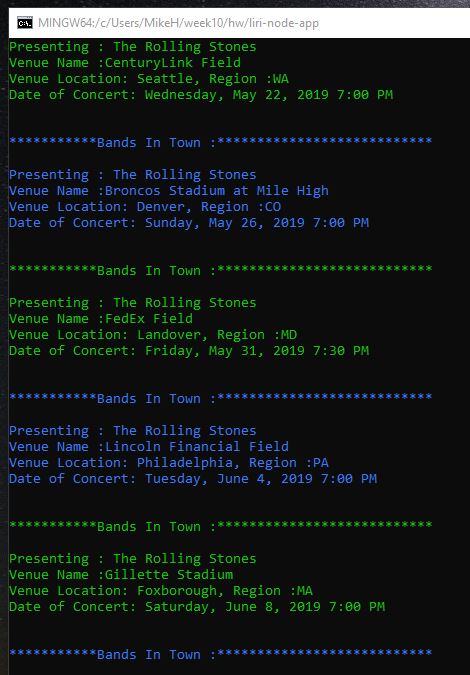 MINGW64:/c/Users/MikeH/week10/hw/liri-node-app
Presenting : The Rolling Stones
Venue Name :CenturyLink Field
Venue Location: Seattle, Region :WA
Date of Concert: Wednesday, May 22, 2019 7:00 PM
***********Bands In Town :***************************
Presenting : The Rolling Stones
Venue Name :Broncos Stadium at Mile High
Venue Location: Denver, Region :CO
Date of Concert: Sunday, May 26, 2019 7:00 PM
***********Bands In Town :***************************
Presenting : The Rolling Stones
Venue Name :FedEx Field
Venue Location: Landover, Region :MD
Date of Concert: Friday, May 31, 2019 7:30 PM
***********Bands In Town :***************************
Presenting : The Rolling Stones
Venue Name :Lincoln Financial Field
Venue Location: Philadelphia, Region :PA
Date of Concert: Tuesday, June 4, 2019 7:00 PM
***********Bands In Town :***************************
Presenting : The Rolling Stones
Venue Name :Gillette Stadium
Venue Location: Foxborough, Region :MA
Date of Concert: Saturday, June 8, 2019 7:00 PM
***********Bands In Town :***************************